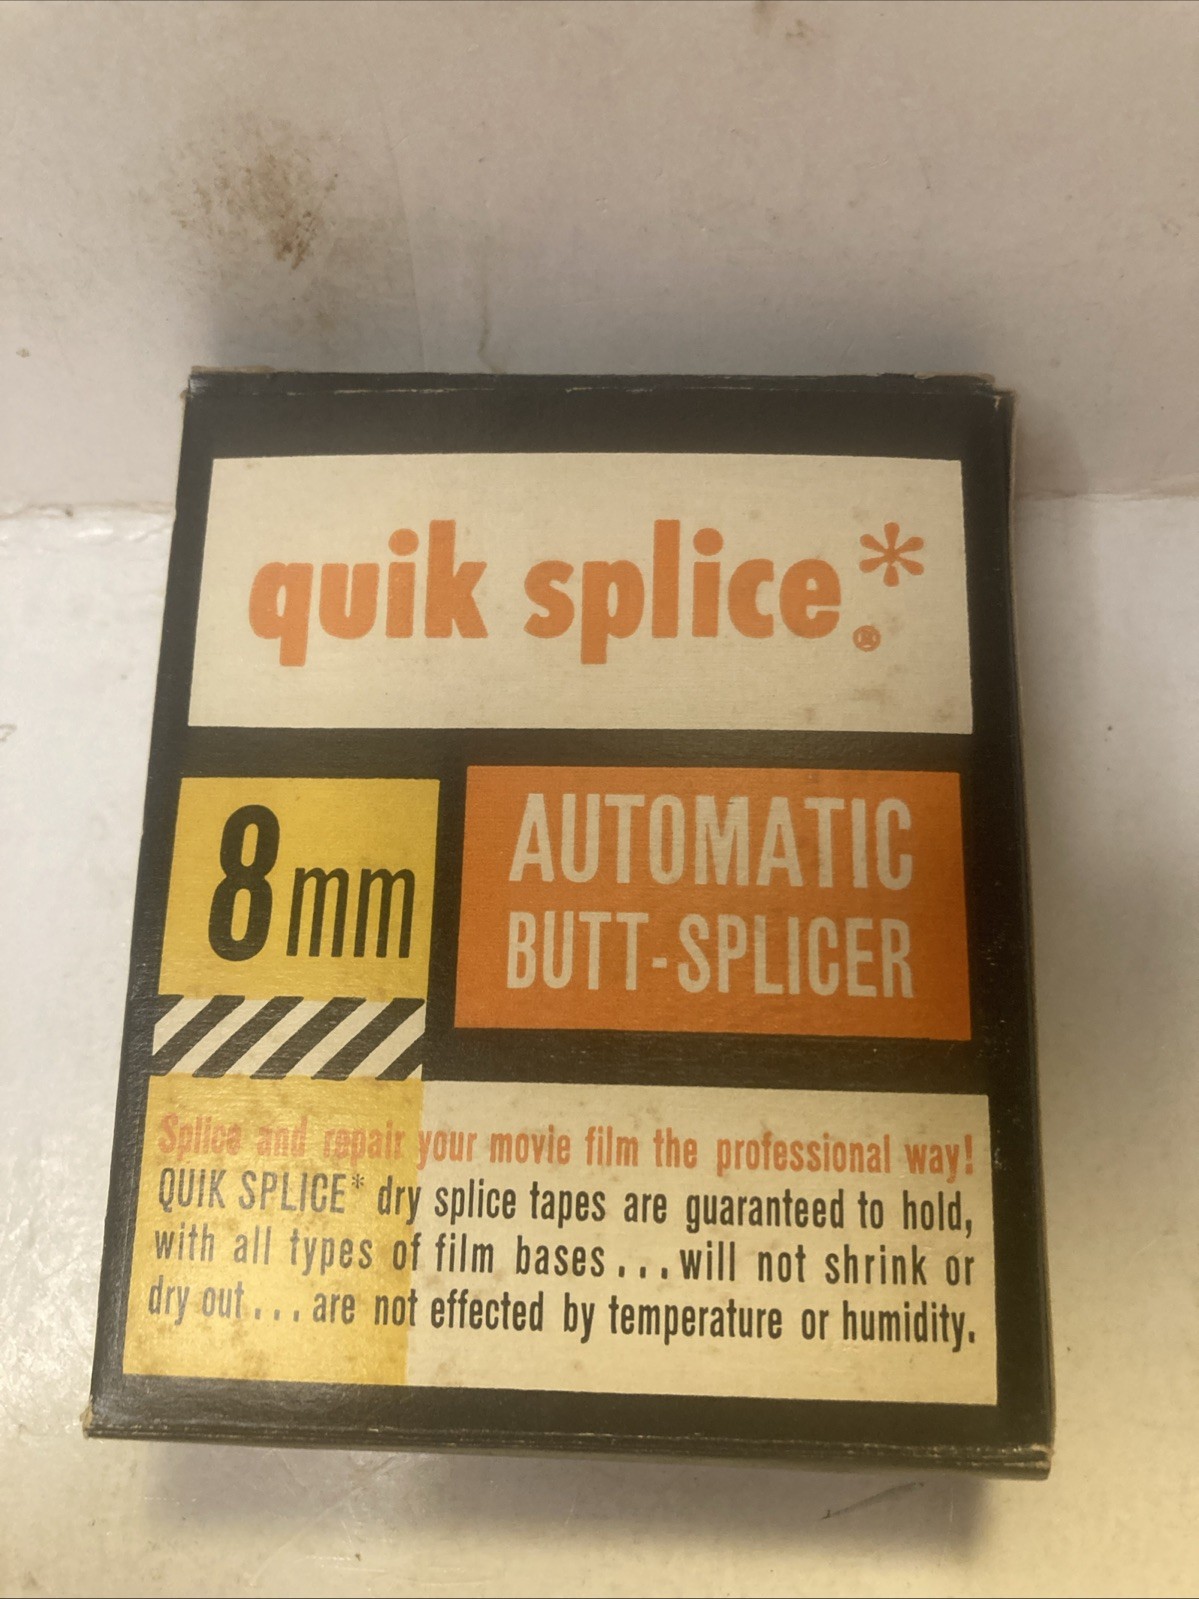 quik splice.*
®
8mm
AUTOMATIC
BUTT-SPLICER
Splice and repair your movie film the professional way!
QUIK SPLICE* dry splice tapes are guaranteed to hold,
with all types of film bases...will not shrink or
dry out...are not effected by temperature or humidity.